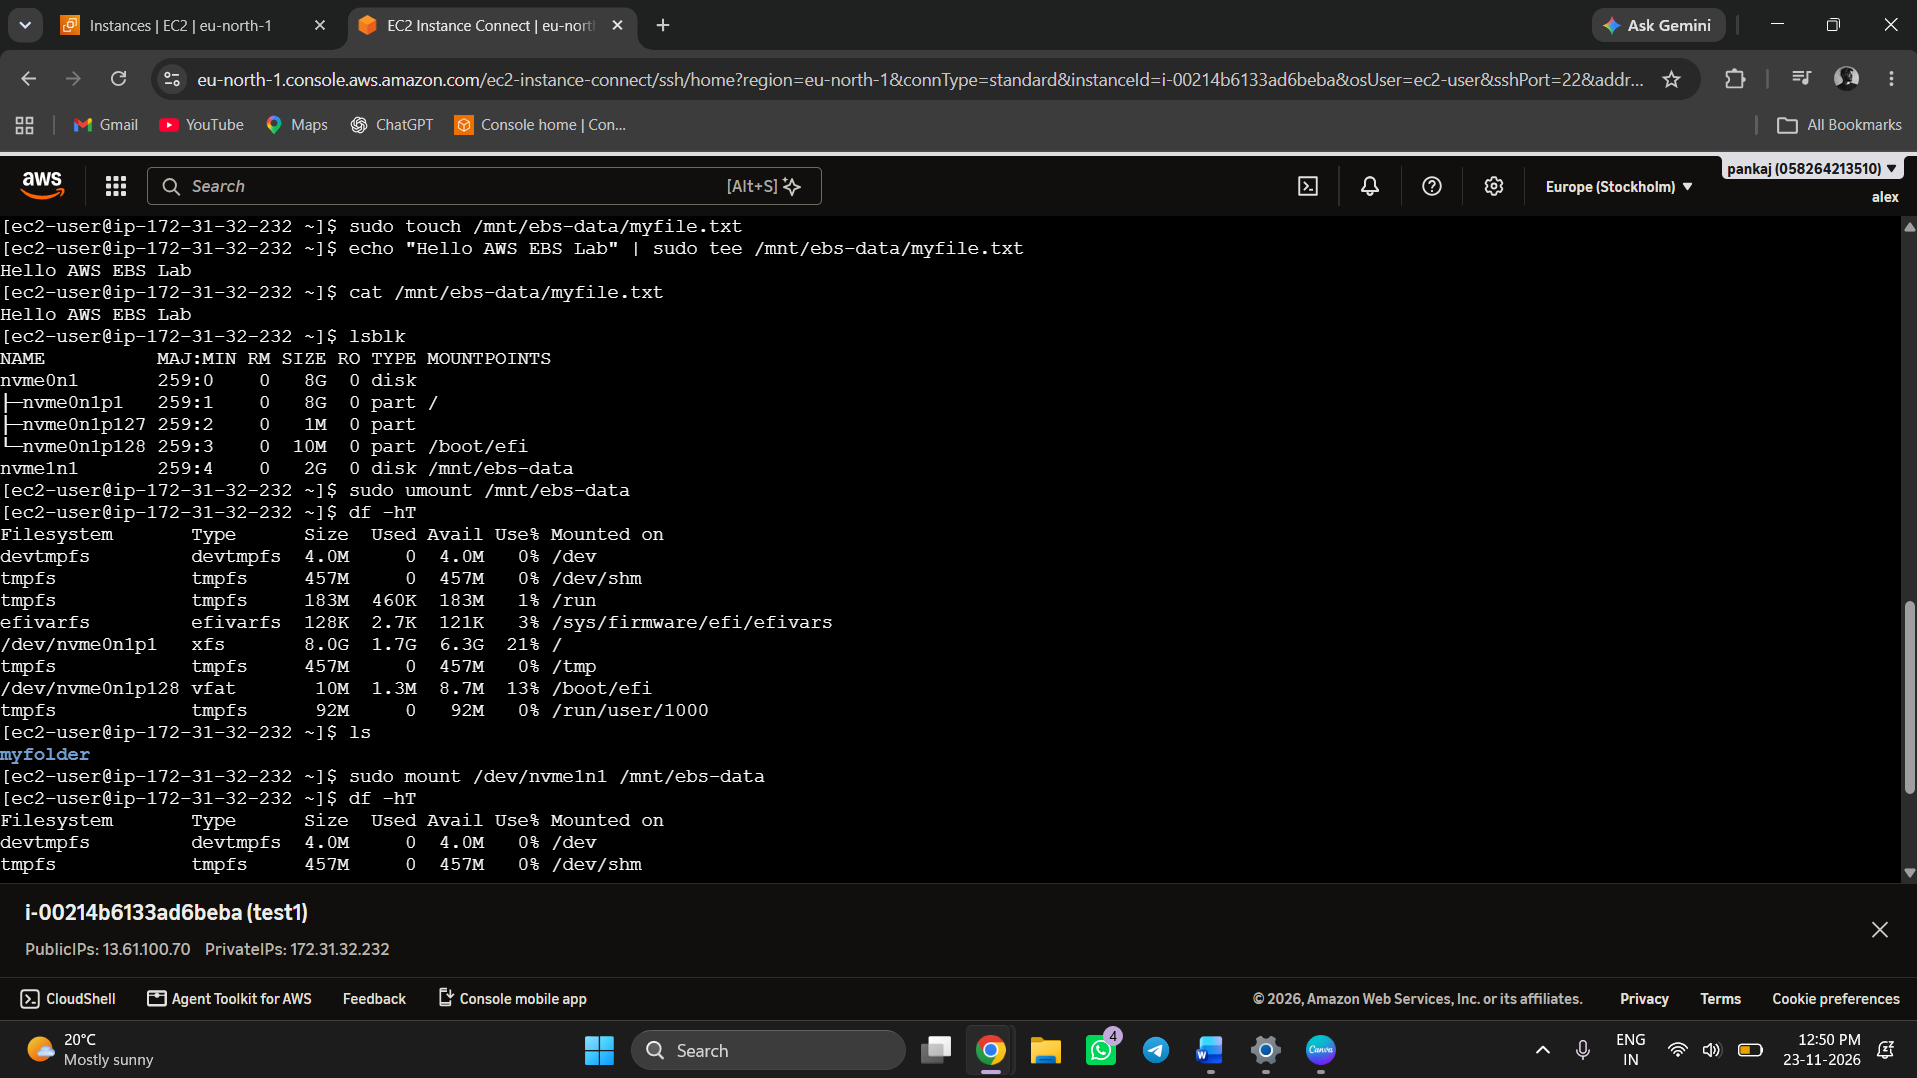 Instances | EC2 | eu-north-1
EC2 Instance Connect | eu-nort
Ask Gemini
eu-north-1.console.aws.amazon.com/ec2-instance-connect/ssh/home?region=eu-north-1&connType=standard&instanceId=i-00214b6133ad6beba&osUser=ec2-user&sshPort=22&addr...
Gmail
YouTube
Maps
ChatGPT
Console home | Con...
All Bookmarks
aws
Search
[Alt+S]
Europe (Stockholm)
pankaj (058264213510)
alex
[ec2-user@ip-172-31-32-232 ~]$ sudo touch /mnt/ebs-data/myfile.txt
[ec2-user@ip-172-31-32-232 ~]$ echo "Hello AWS EBS Lab" | sudo tee /mnt/ebs-data/myfile.txt
Hello AWS EBS Lab
[ec2-user@ip-172-31-32-232 ~]$ cat /mnt/ebs-data/myfile.txt
Hello AWS EBS Lab
[ec2-user@ip-172-31-32-232 ~]$ lsblk
NAME          MAJ:MIN RM SIZE RO TYPE MOUNTPOINTS
nvme0n1       259:0    0   8G  0 disk
├─nvme0n1p1   259:1    0   8G  0 part /
├─nvme0n1p127 259:2    0   1M  0 part
└─nvme0n1p128 259:3    0  10M  0 part /boot/efi
nvme1n1       259:4    0   2G  0 disk /mnt/ebs-data
[ec2-user@ip-172-31-32-232 ~]$ sudo umount /mnt/ebs-data
[ec2-user@ip-172-31-32-232 ~]$ df -hT
Filesystem       Type      Size  Used Avail Use% Mounted on
devtmpfs         devtmpfs  4.0M     0  4.0M   0% /dev
tmpfs            tmpfs     457M     0  457M   0% /dev/shm
tmpfs            tmpfs     183M  460K  183M   1% /run
efivarfs         efivarfs  128K  2.7K  121K   3% /sys/firmware/efi/efivars
/dev/nvme0n1p1   xfs       8.0G  1.7G  6.3G  21% /
tmpfs            tmpfs     457M     0  457M   0% /tmp
/dev/nvme0n1p128 vfat       10M  1.3M  8.7M  13% /boot/efi
tmpfs            tmpfs      92M     0   92M   0% /run/user/1000
[ec2-user@ip-172-31-32-232 ~]$ ls
myfolder
[ec2-user@ip-172-31-32-232 ~]$ sudo mount /dev/nvme1n1 /mnt/ebs-data
[ec2-user@ip-172-31-32-232 ~]$ df -hT
Filesystem       Type      Size  Used Avail Use% Mounted on
devtmpfs         devtmpfs  4.0M     0  4.0M   0% /dev
tmpfs            tmpfs     457M     0  457M   0% /dev/shm
i-00214b6133ad6beba (test1)
PublicIPs: 13.61.100.70 PrivateIPs: 172.31.32.232
CloudShell
Agent Toolkit for AWS
Feedback
Console mobile app
© 2026, Amazon Web Services, Inc. or its affiliates.
Privacy
Terms
Cookie preferences
20°C
Mostly sunny
Search
4
W
Canva
ENG
IN
12:50 PM
23-11-2026